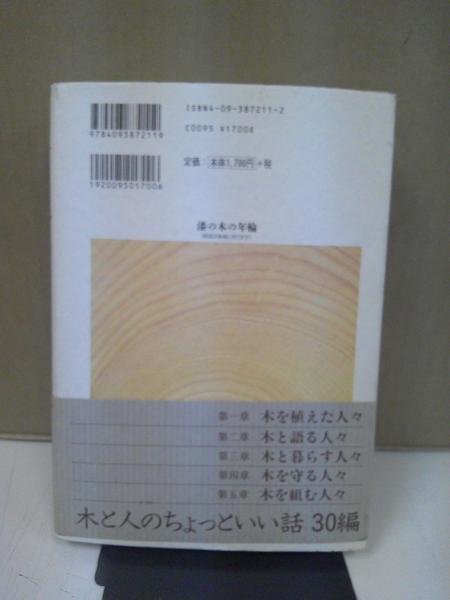 ISBN4-09-387211-2
C0095 ¥1700E
9784093872119
定価:本体1,700円+税
1920095017006
漆の木の年輪
第一章 木を植えた人々
第二章 木と語る人々
第三章 木と暮らす人々
第四章 木を守る人々
第五章 木を組む人々
木と人のちょっといい話 30編